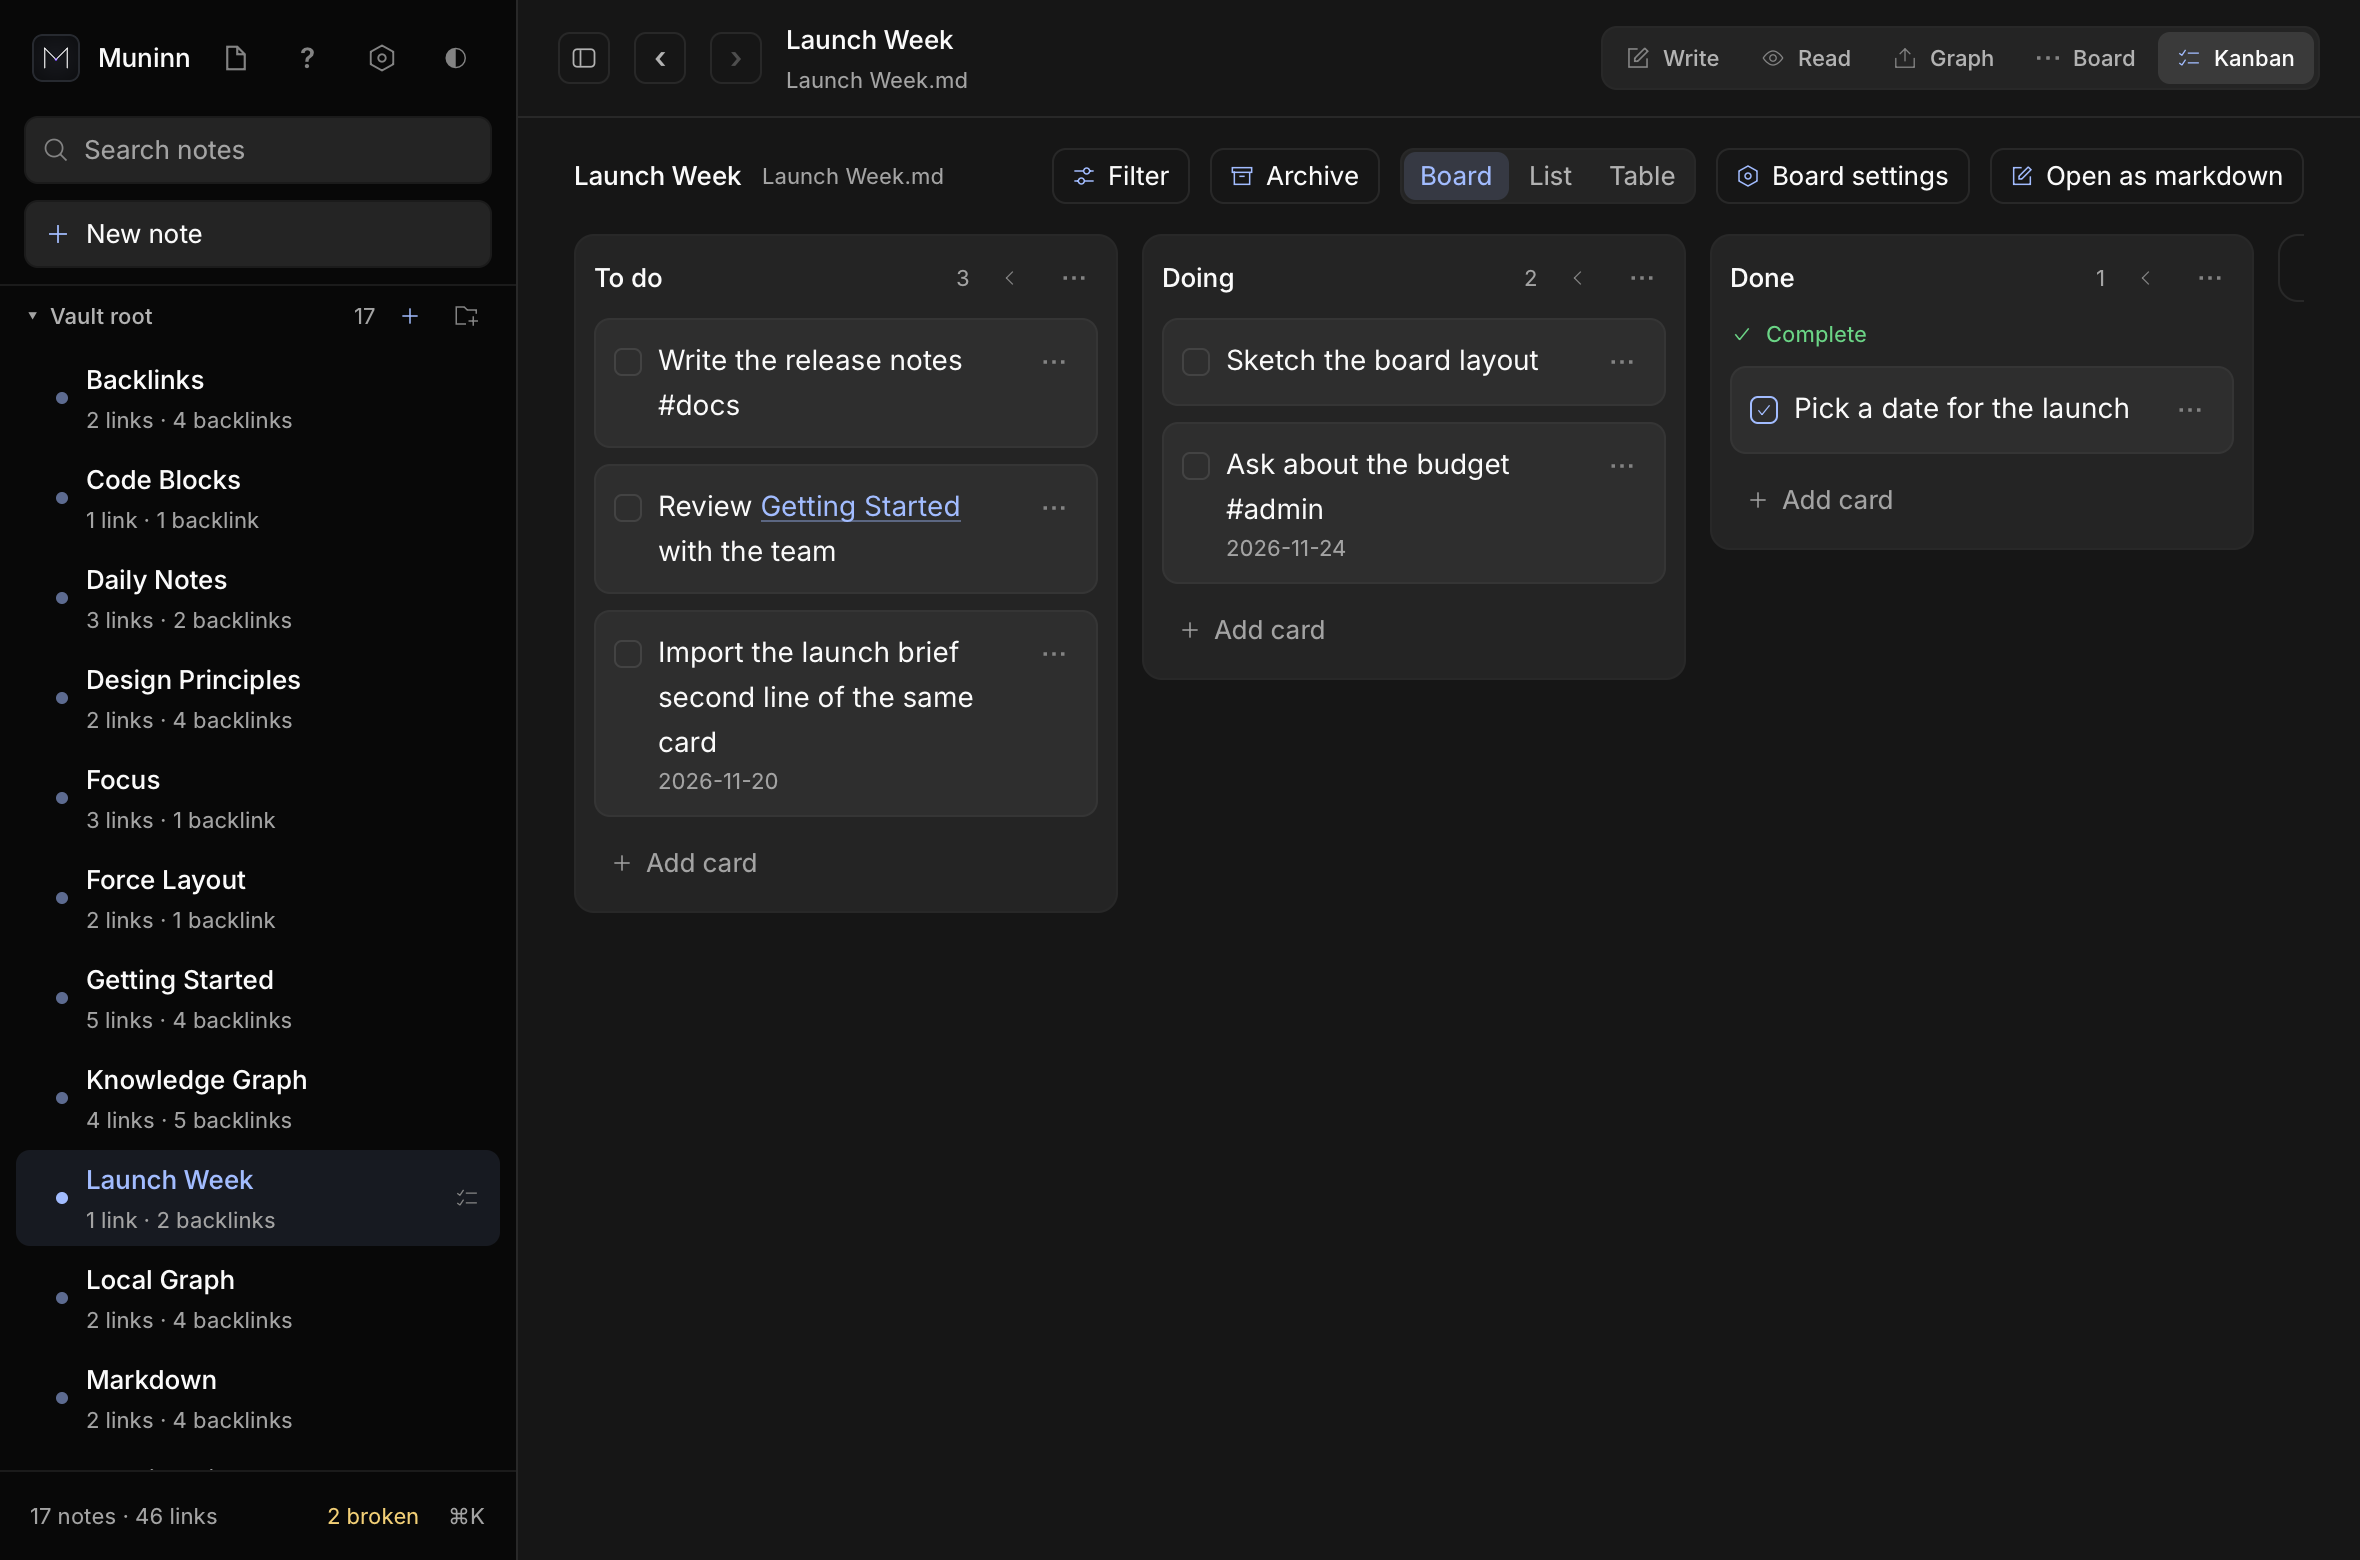 Muninn
?
Search notes
New note
Vault root 17
Backlinks
2 links · 4 backlinks
Code Blocks
1 link · 1 backlink
Daily Notes
3 links · 2 backlinks
Design Principles
2 links · 4 backlinks
Focus
3 links · 1 backlink
Force Layout
2 links · 1 backlink
Getting Started
5 links · 4 backlinks
Knowledge Graph
4 links · 5 backlinks
Launch Week
1 link · 2 backlinks
Local Graph
2 links · 4 backlinks
Markdown
2 links · 4 backlinks
17 notes · 46 links 2 broken ⌘K
Launch Week
Launch Week.md
Write Read Graph Board Kanban
Launch Week Launch Week.md
Filter Archive Board List Table Board settings Open as markdown
To do 3
Write the release notes
#docs
Review Getting Started
with the team
Import the launch brief
second line of the same
card
2026-11-20
Add card
Doing 2
Sketch the board layout
Ask about the budget
#admin
2026-11-24
Add card
Done 1
Complete
Pick a date for the launch
Add card